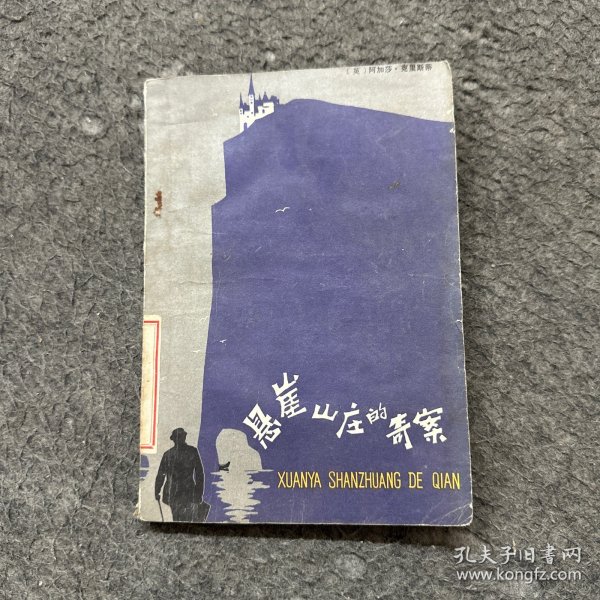 〔英〕阿加莎·克里斯蒂
悬崖山庄的奇案
XUANYA SHANZHUANG DE QIAN
孔夫子旧书网
www.kongfz.com